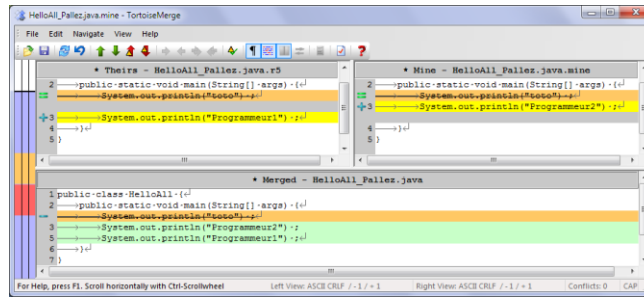 HelloAll_Pallez.java.mine - TortoiseMerge
File Edit Navigate View Help
* Theirs - HelloAll_Pallez.java.r5
2 public·static·void·main(String[]·args)·{
System.out.println("toto")·;
3 System.out.println("Programmeur1")·;
4 }
5 }
* Mine - HelloAll_Pallez.java.mine
2 public·static·void·main(String[]·args)·{
System.out.println("toto")·;
3 System.out.println("Programmeur2")·;
4 }
5 }
* Merged - HelloAll_Pallez.java
1 public·class·HelloAll·{
2 public·static·void·main(String[]·args)·{
System.out.println("toto")·;
3 System.out.println("Programmeur2")·;
5 System.out.println("Programmeur1")·;
6 }
7 }
For Help, press F1. Scroll horizontally with Ctrl-Scrollwheel Left View: ASCII CRLF / -1 / + 1 Right View: ASCII CRLF / -1 / + 1 Conflicts: 0 CAP